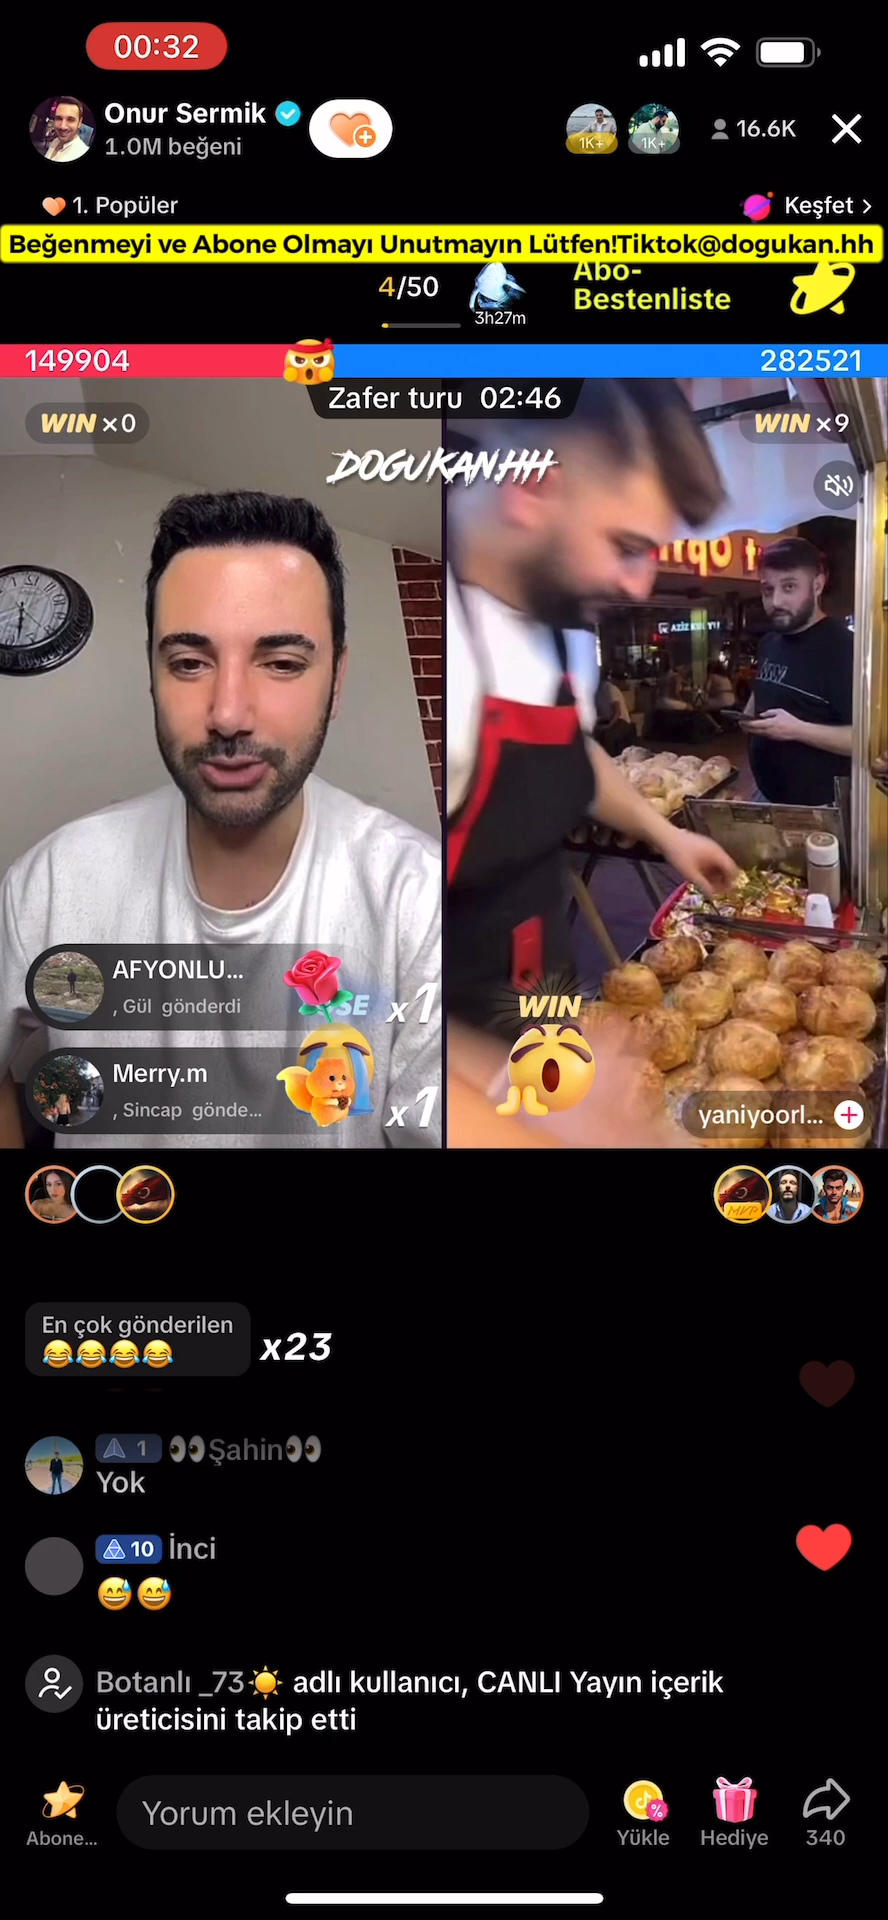 00:32
Onur Sermik
1.0M beğeni
1K+
1K+
16.6K
1. Popüler
Keşfet >
Beğenmeyi ve Abone Olmayı Unutmayın Lütfen!Tiktok@dogukan.hh
4/50
3h27m
Abo-
Bestenliste
149904
282521
Zafer turu 02:46
WIN x0
WIN x9
DOGUKAN.HH
AFYONLU...
, Gül gönderdi
x1
Merry.m
, Sincap gönde...
x1
WIN
yaniyoorl...
MVP
En çok gönderilen
😂😂😂😂
x23
1 👀Şahin👀
Yok
10 İnci
😅😅
Botanlı _73☀️ adlı kullanıcı, CANLI Yayın içerik
üreticisini takip etti
Abone...
Yorum ekleyin
Yükle
Hediye
340